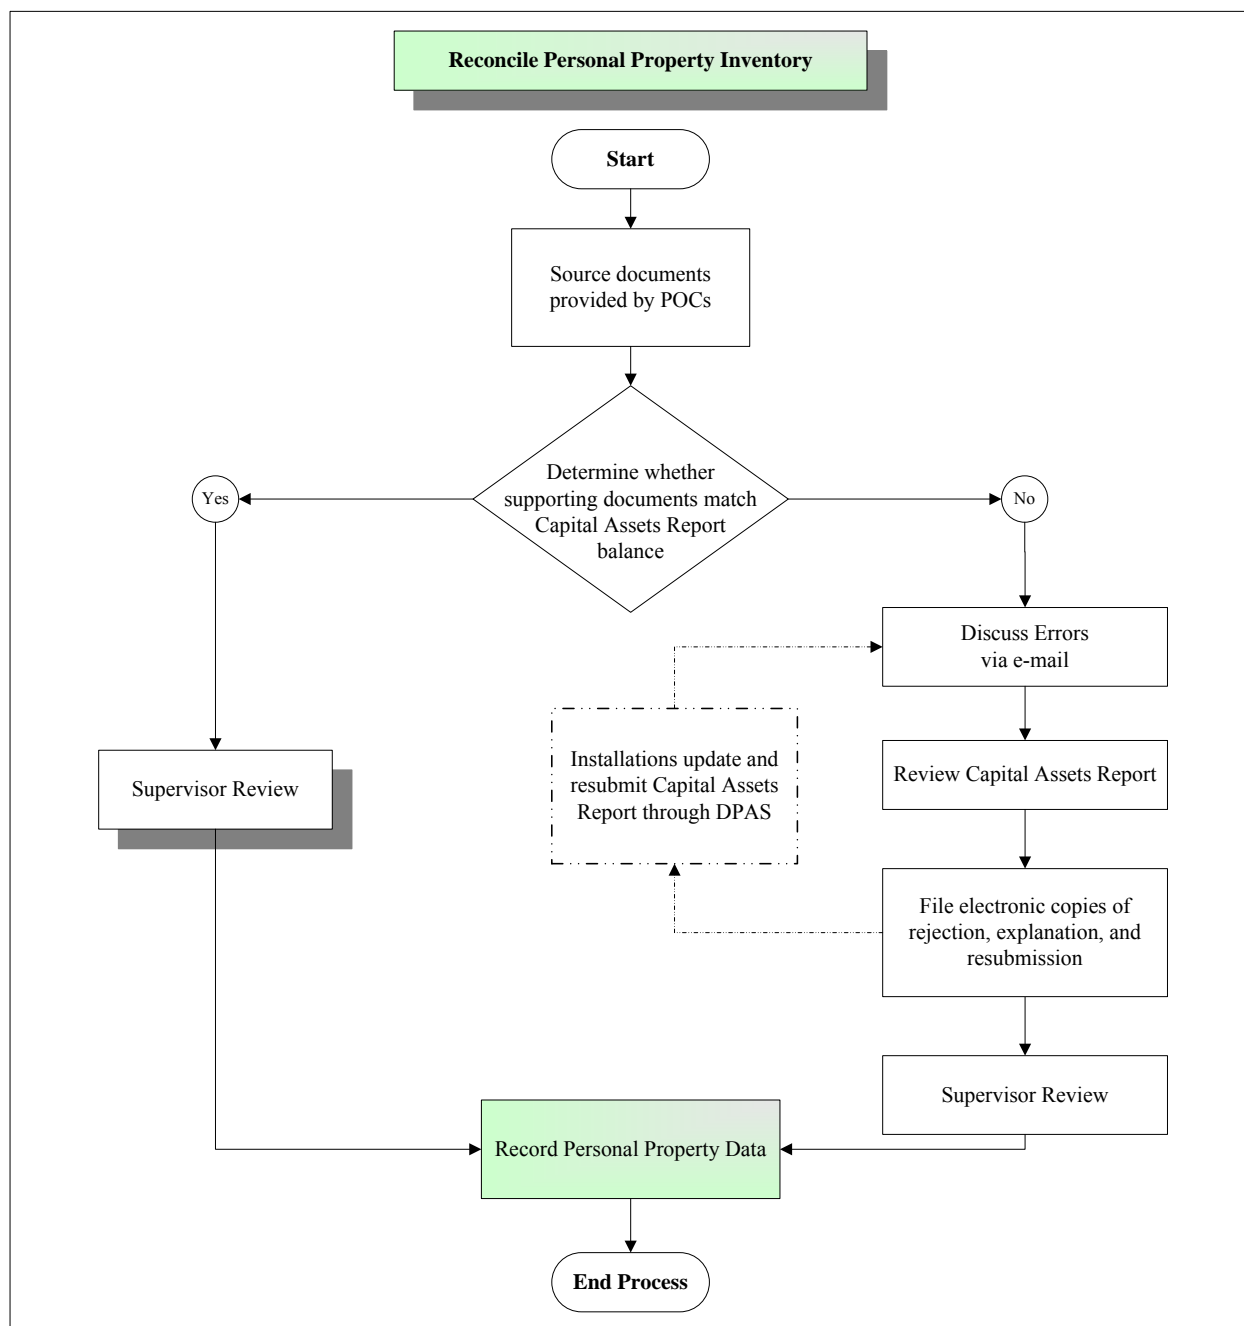 Reconcile Personal Property Inventory
Start
Source documents
provided by POCs
Determine whether
supporting documents match
Capital Assets Report
balance
Yes
No
Discuss Errors
via e-mail
Installations update and
resubmit Capital Assets
Report through DPAS
Review Capital Assets Report
Supervisor Review
File electronic copies of
rejection, explanation, and
resubmission
Supervisor Review
Record Personal Property Data
End Process